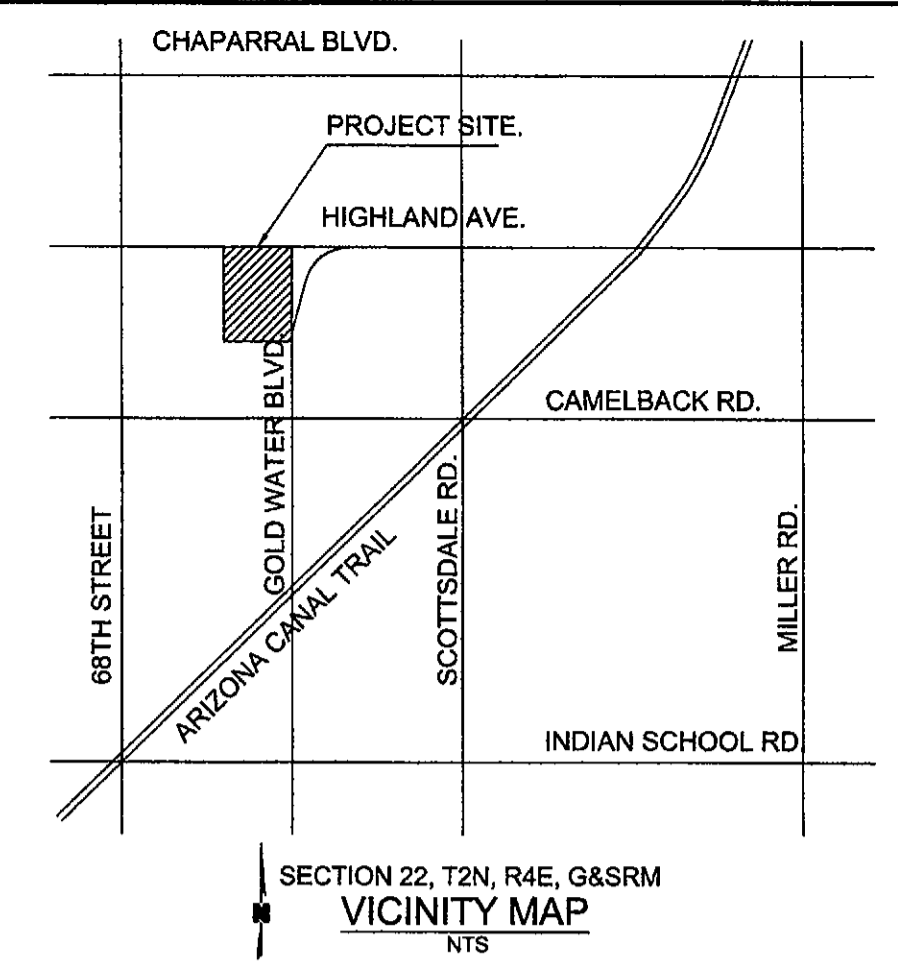 CHAPARRAL BLVD.
PROJECT SITE.
HIGHLAND AVE.
CAMELBACK RD.
GOLD WATER BLVD.
68TH STREET
ARIZONA CANAL TRAIL
SCOTTSDALE RD.
MILLER RD.
INDIAN SCHOOL RD
SECTION 22, T2N, R4E, G&SRM
N
VICINITY MAP
NTS